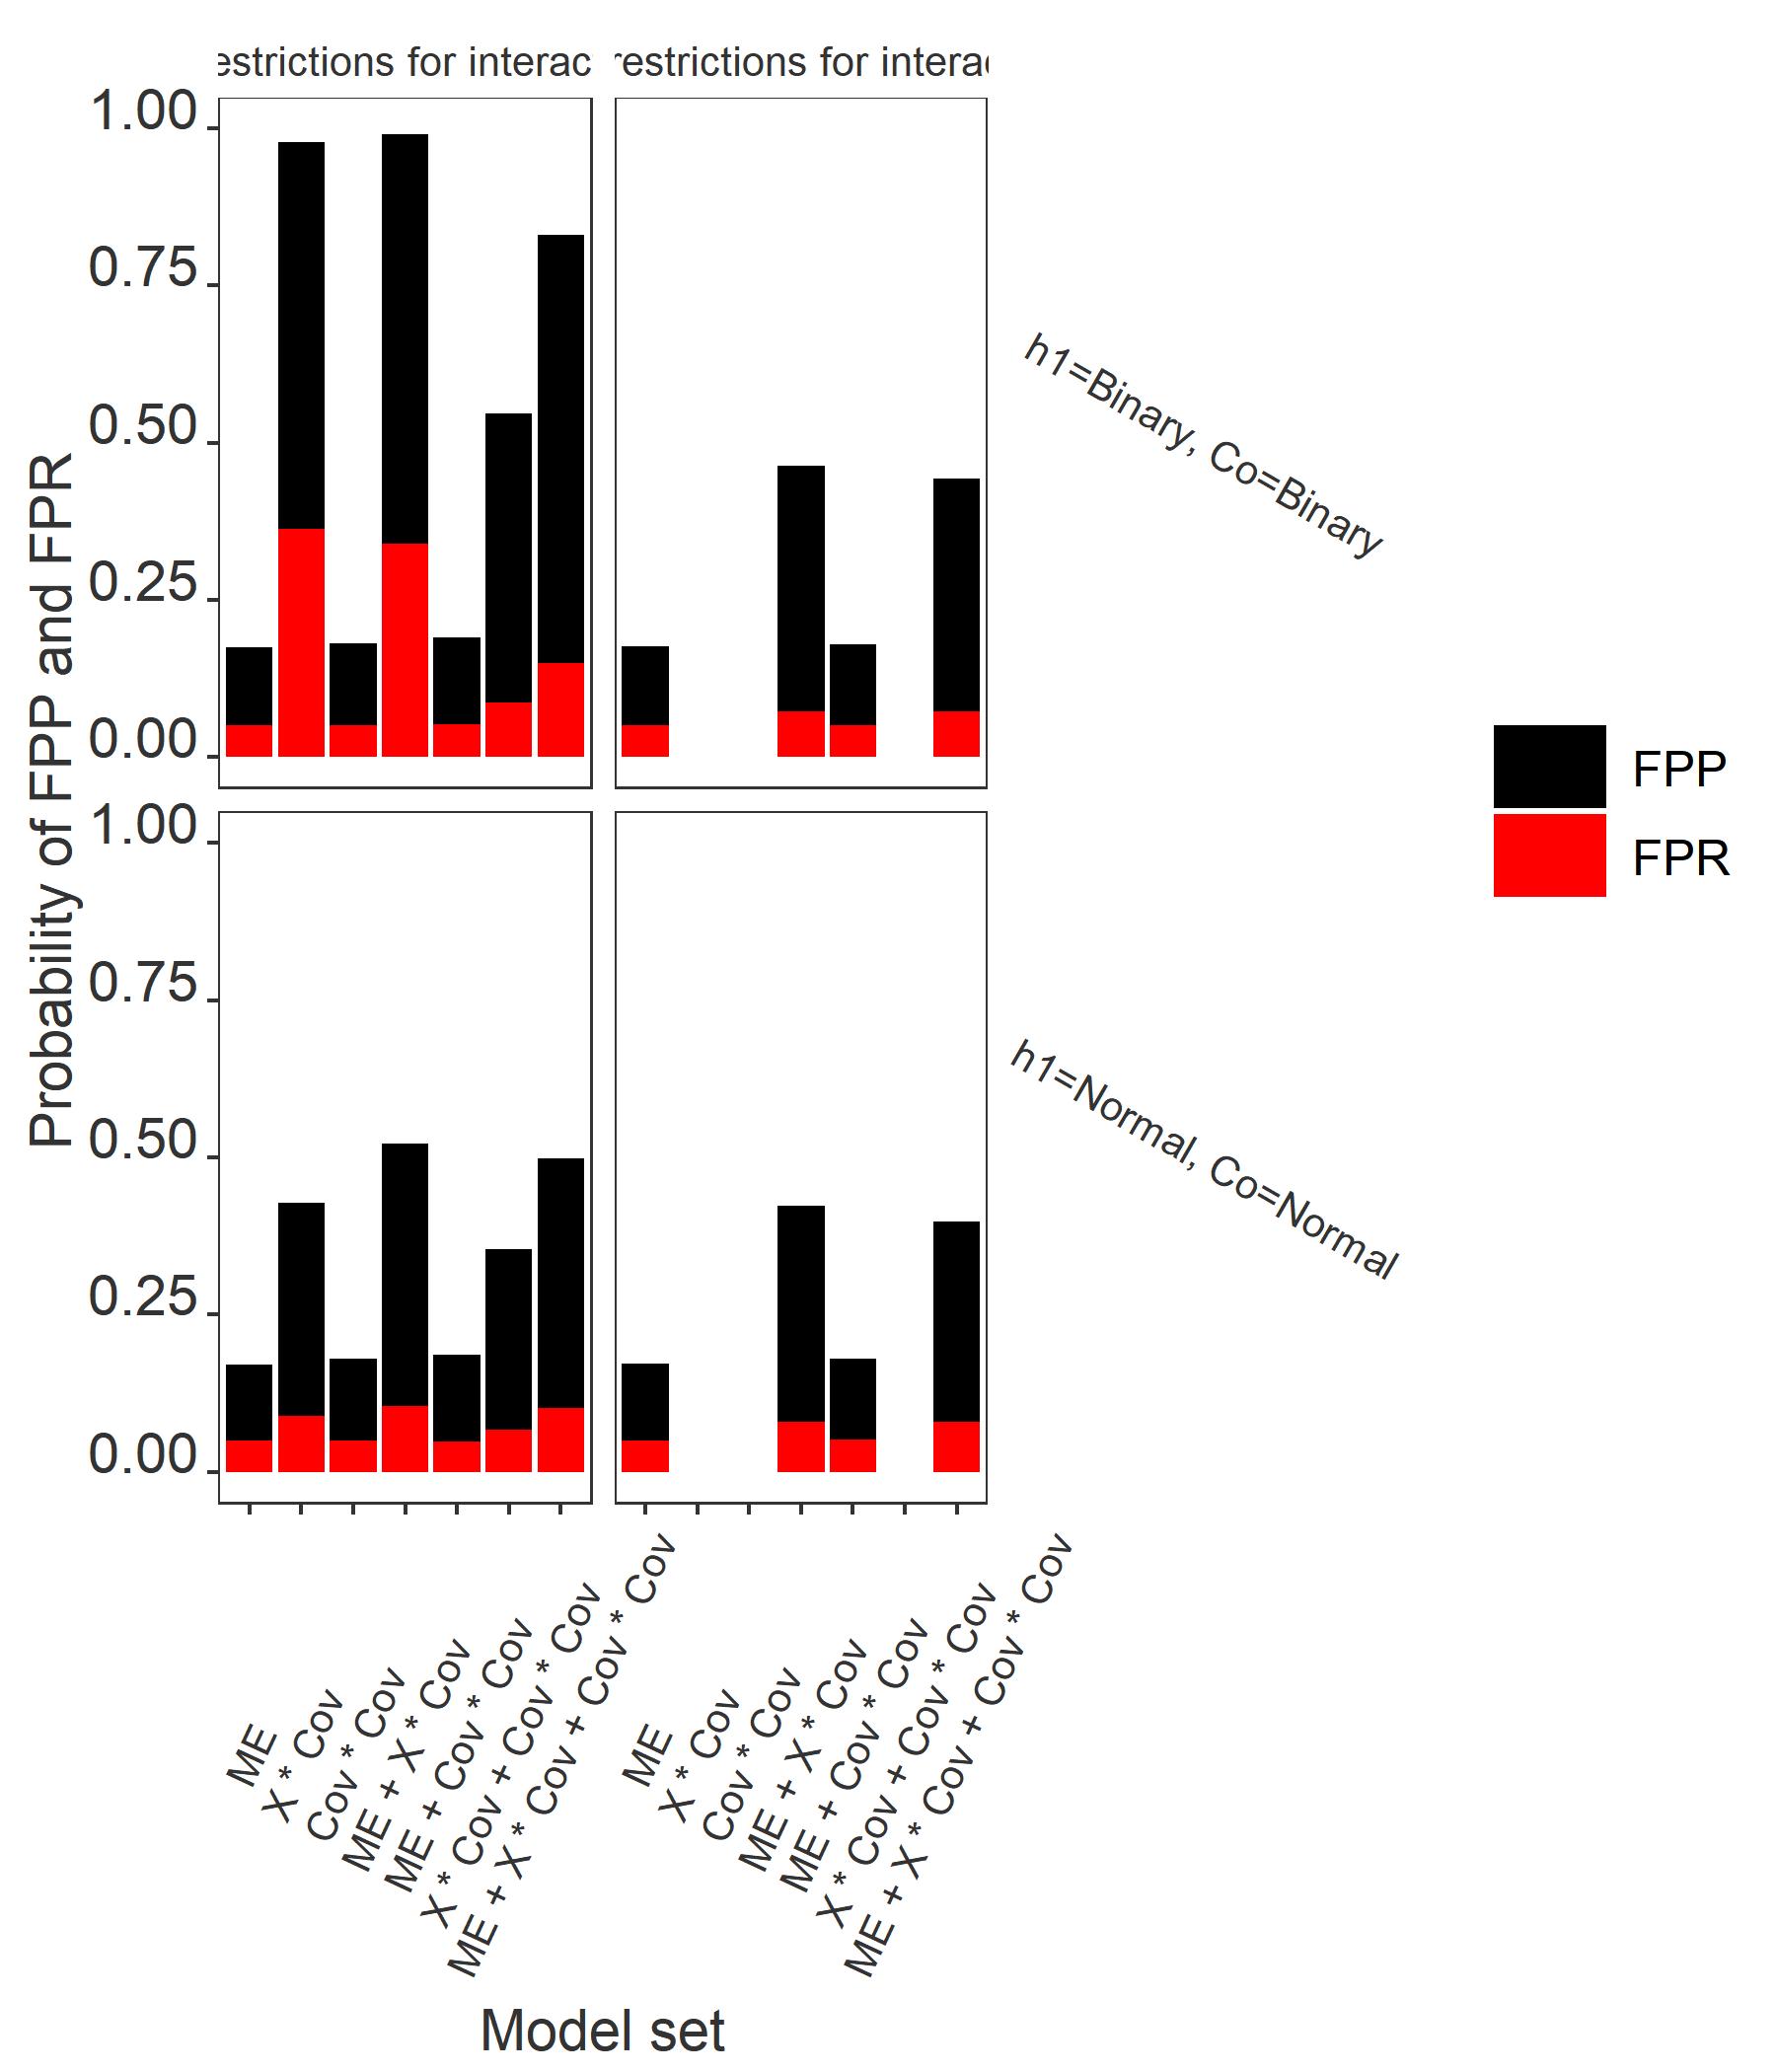 estrictions for interac
restrictions for interac
1.00
0.75
0.50
0.25
0.00
h1=Binary, Co=Binary
1.00
0.75
0.50
0.25
0.00
h1=Normal, Co=Normal
Probability of FPP and FPR
FPP
FPR
ME
X * Cov
Cov * Cov
ME + X * Cov
ME + Cov * Cov
X * Cov + Cov * Cov
ME + X * Cov + Cov * Cov
ME
X * Cov
Cov * Cov
ME + X * Cov
ME + Cov * Cov
X * Cov + Cov * Cov
ME + X * Cov + Cov * Cov
Model set